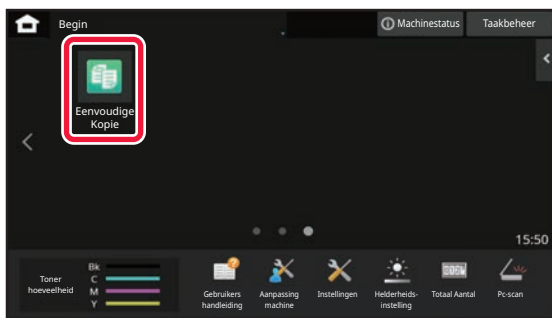 Begin
Machinestatus
Taakbeheer
Eenvoudige
Kopie
15:50
Toner
hoeveelheid
Bk
C
M
Y
Gebruikers
handleiding
Aanpassing
machine
Instellingen
Helderheids-
instelling
Totaal Aantal
Pc-scan